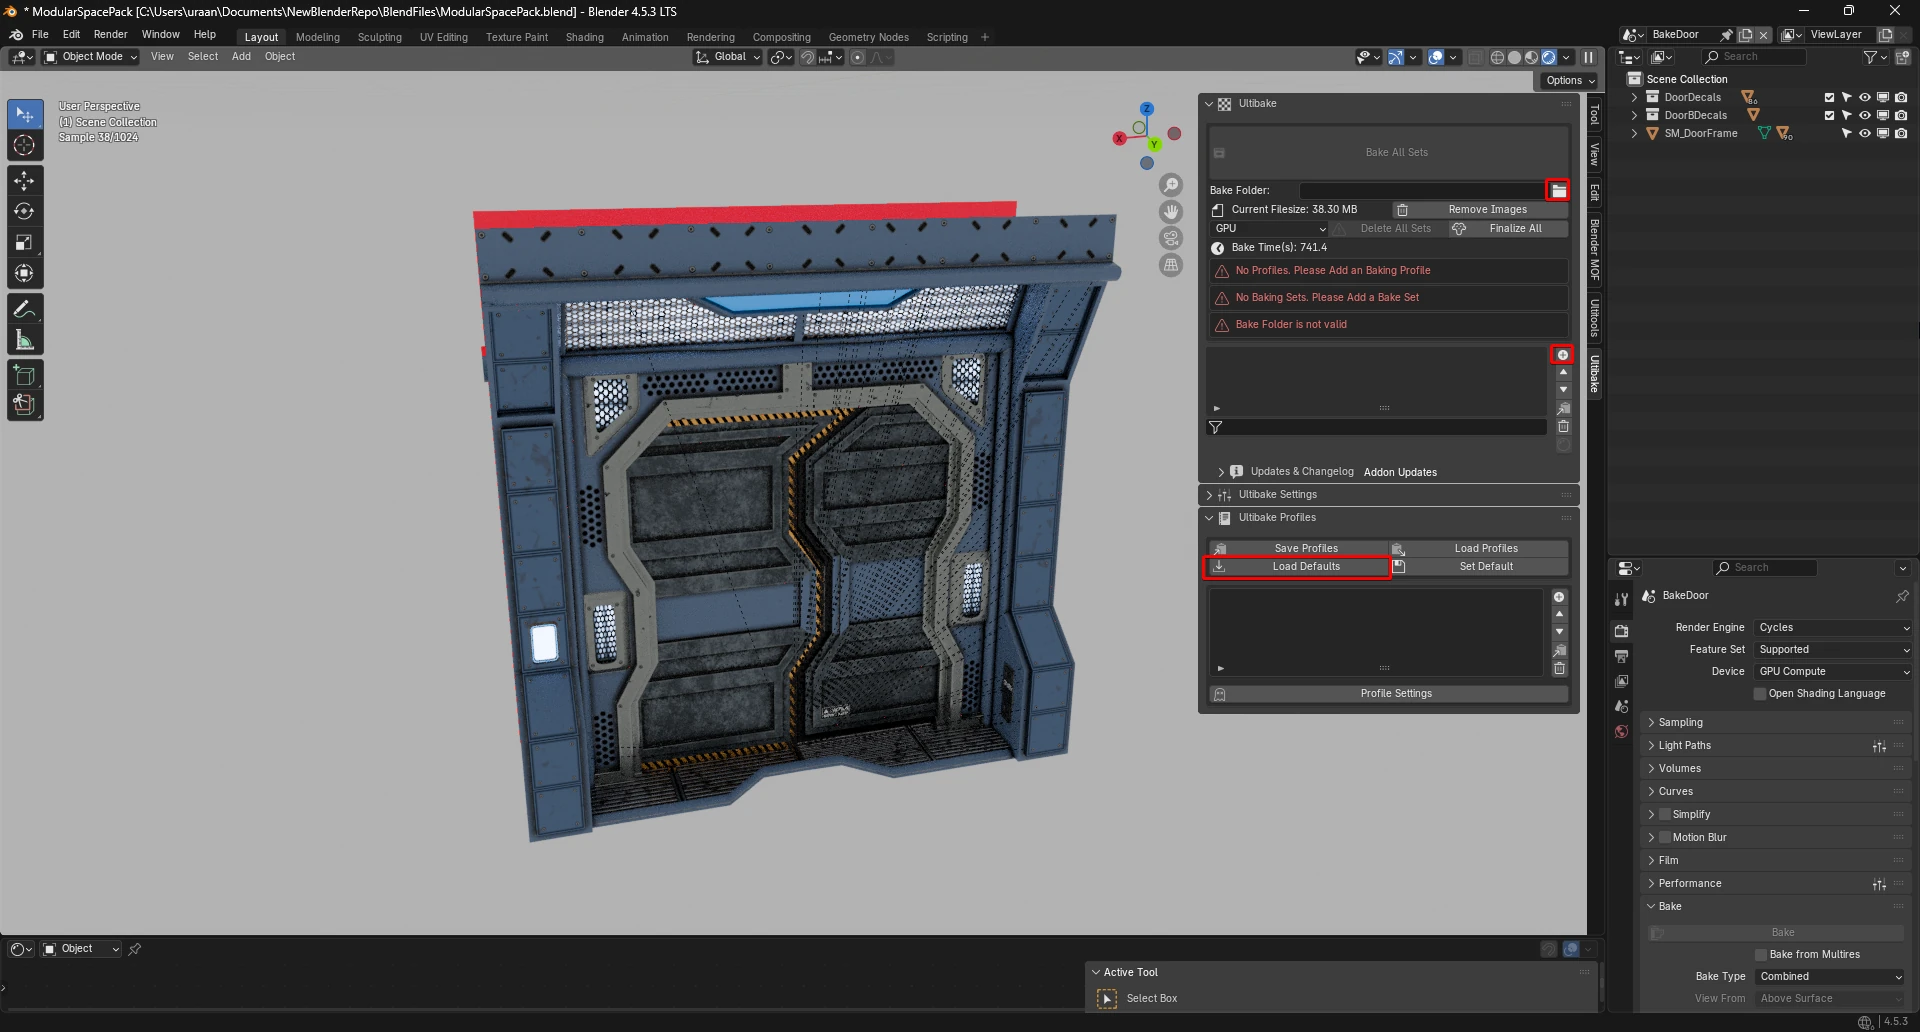 * ModularSpacePack [C:\Users\uraan\Documents\NewBlenderRepo\BlendFiles\ModularSpacePack.blend] - Blender 4.5.3 LTS
File Edit Render Window Help Layout Modeling Sculpting UV Editing Texture Paint Shading Animation Rendering Compositing Geometry Nodes Scripting +
BakeDoor ViewLayer
Object Mode View Select Add Object Global
Search
Options
User Perspective
(1) Scene Collection
Sample 38/1024
X Y Z
Ultibake
Bake All Sets
Bake Folder:
Current Filesize: 38.30 MB Remove Images
GPU Delete All Sets Finalize All
Bake Time(s): 741.4
No Profiles. Please Add an Baking Profile
No Baking Sets. Please Add a Bake Set
Bake Folder is not valid
Updates & Changelog Addon Updates
Ultibake Settings
Ultibake Profiles
Save Profiles Load Profiles
Load Defaults Set Default
Profile Settings
Tool
View
Edit
Blender MOF
Ultitools
Ultibake
Scene Collection
DoorDecals 86
DoorBDecals
SM_DoorFrame 90
Search
BakeDoor
Render Engine Cycles
Feature Set Supported
Device GPU Compute
Open Shading Language
Sampling
Light Paths
Volumes
Curves
Simplify
Motion Blur
Film
Performance
Bake
Bake
Bake from Multires
Bake Type Combined
View From Above Surface
Object
Active Tool
Select Box
4.5.3